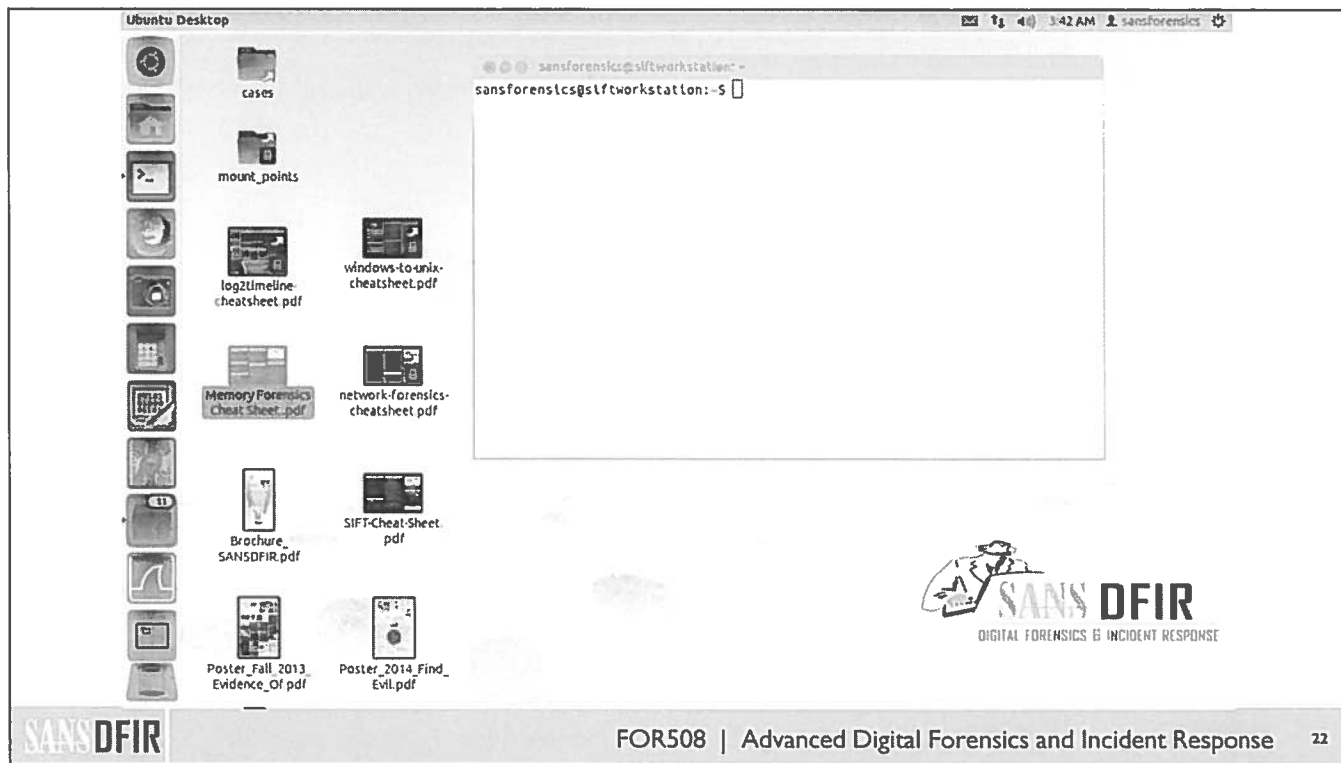 Ubuntu Desktop
3:42 AM sansforensics
cases
mount_points
log2timeline-
cheatsheet.pdf
windows-to-unix-
cheatsheet.pdf
Memory Forensics
Cheat Sheet .pdf
network-forensics-
cheatsheet.pdf
Brochure_
SANSDFIR.pdf
SIFT-Cheat-Sheet.
pdf
Poster_Fall_2013_
Evidence_Of.pdf
Poster_2014_Find_
Evil.pdf
sansforensics@siftworkstation: ~
sansforensics@siftworkstation:~$
SANS DFIR
DIGITAL FORENSICS & INCIDENT RESPONSE
SANS DFIR
FOR508 | Advanced Digital Forensics and Incident Response 22